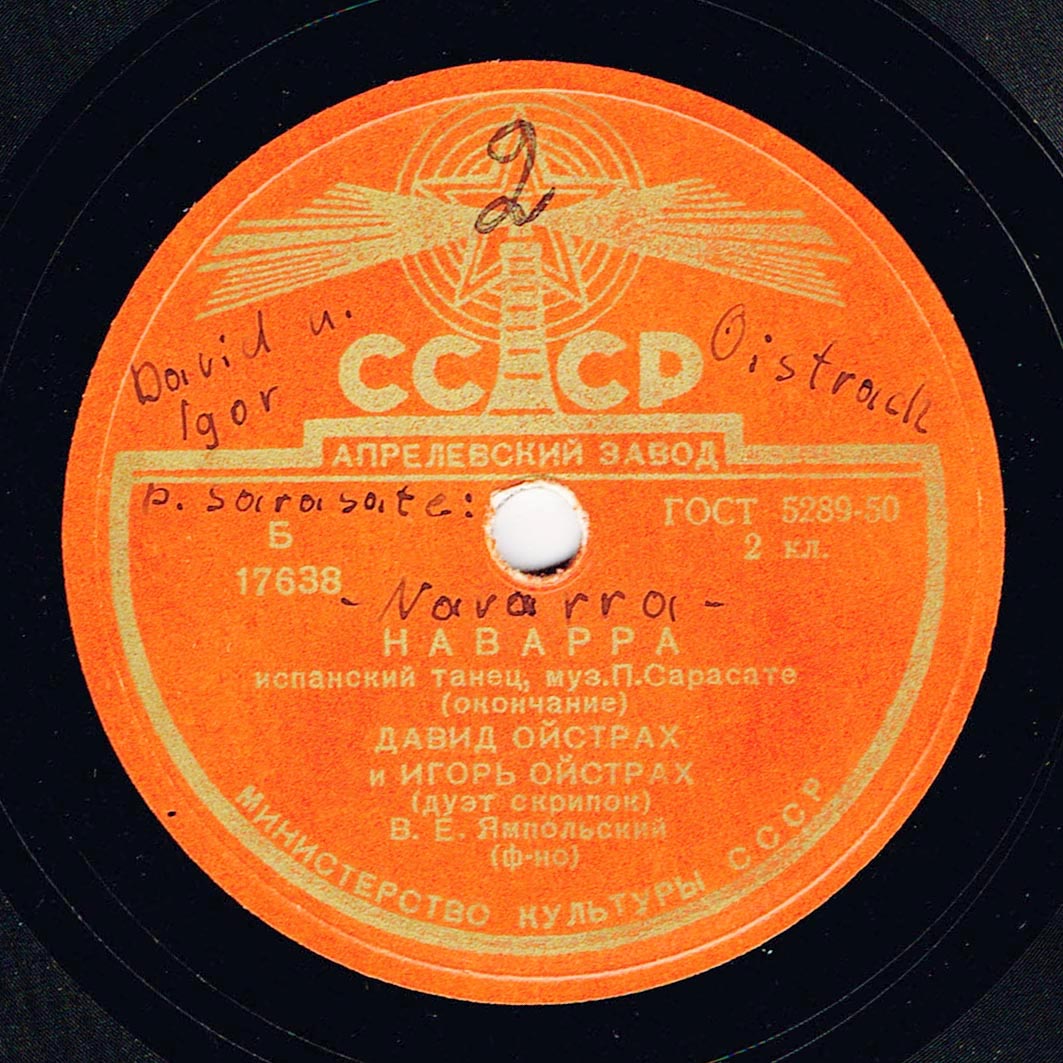 2
David u.
Igor
Oistrach
СССР
АПРЕЛЕВСКИЙ ЗАВОД
P. Sarasate:
Б
17638
ГОСТ 5289-50
2 кл.
- Navarra -
НАВАРРА
испанский танец, муз.П.Сарасате
(окончание)
ДАВИД ОЙСТРАХ
и ИГОРЬ ОЙСТРАХ
(дуэт скрипок)
В. Е. Ямпольский
(ф-но)
МИНИСТЕРСТВО КУЛЬТУРЫ СССР